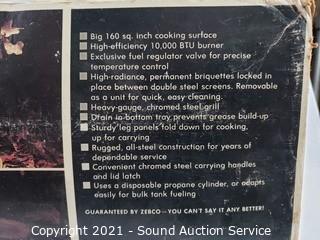 Big 160 sq. inch cooking surface
High-efficiency 10,000 BTU burner
Exclusive fuel regulator valve for precise
temperature control
High-radiance, permanent briquettes locked in
place between double steel screens. Removable
as a unit for quick, easy cleaning.
Heavy-gauge, chromed steel grill
Drain in bottom tray prevents grease build-up
Sturdy leg panels fold down for cooking,
up for carrying
Rugged, all-steel construction for years of
dependable service
Convenient chromed steel carrying handles
and lid latch
Uses a disposable propane cylinder, or adapts
easily for bulk tank fueling
GUARANTEED BY ZEBCO—YOU CAN'T SAY IT ANY BETTER!
Copyright 2021 - Sound Auction Service